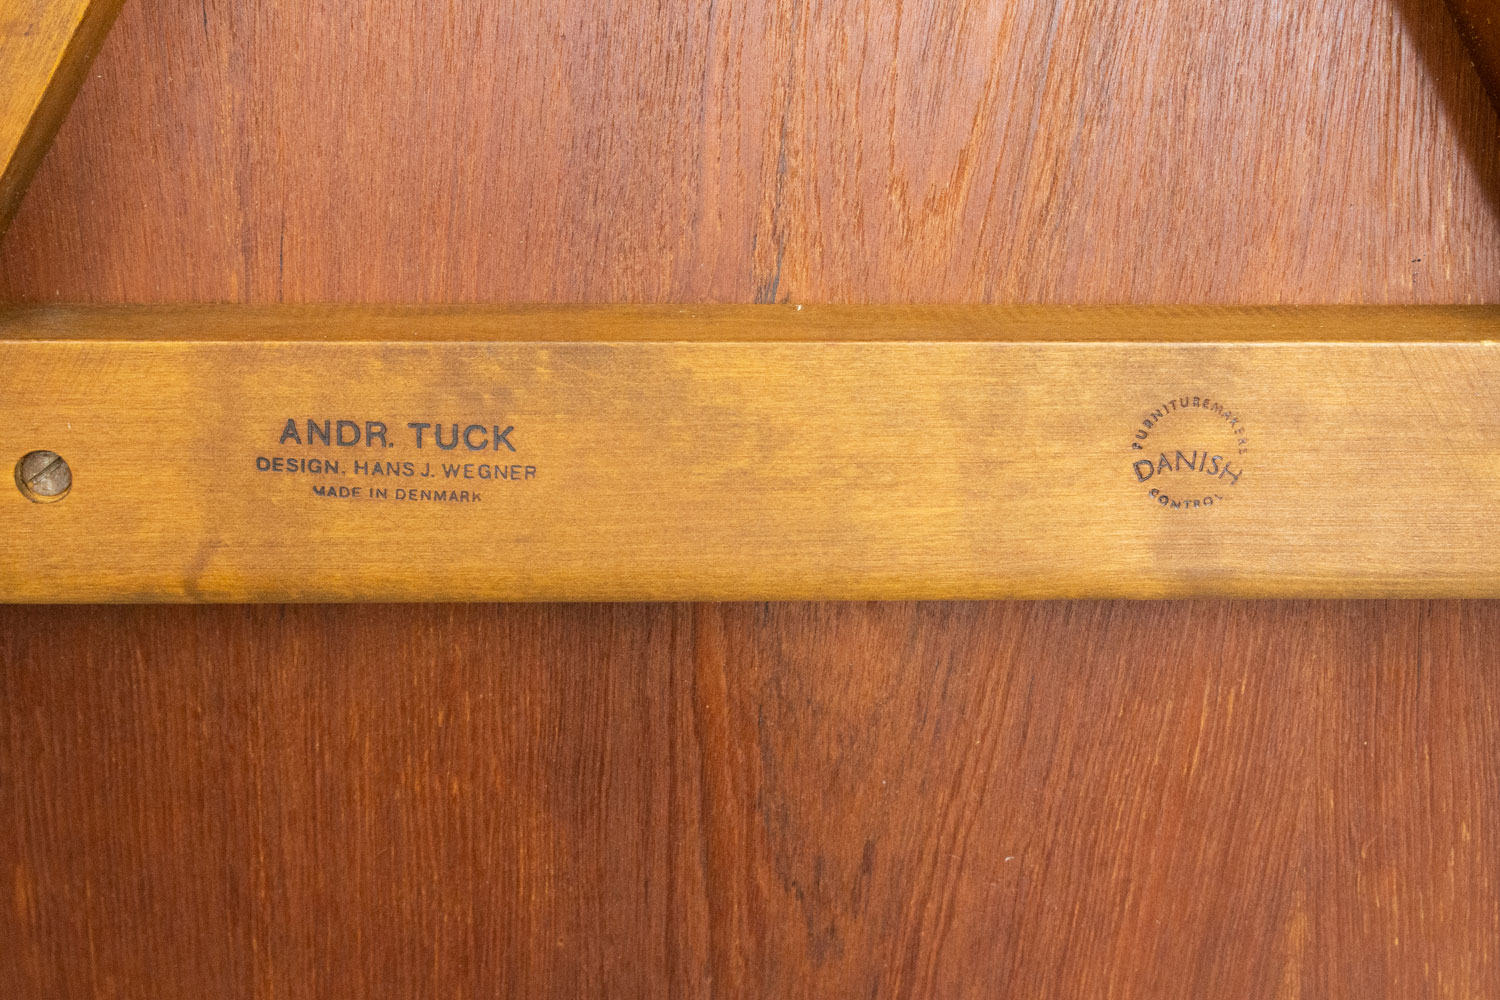 ANDR. TUCK
DESIGN. HANS J. WEGNER
MADE IN DENMARK
FURNITUREMAKERS
DANISH
CONTROL